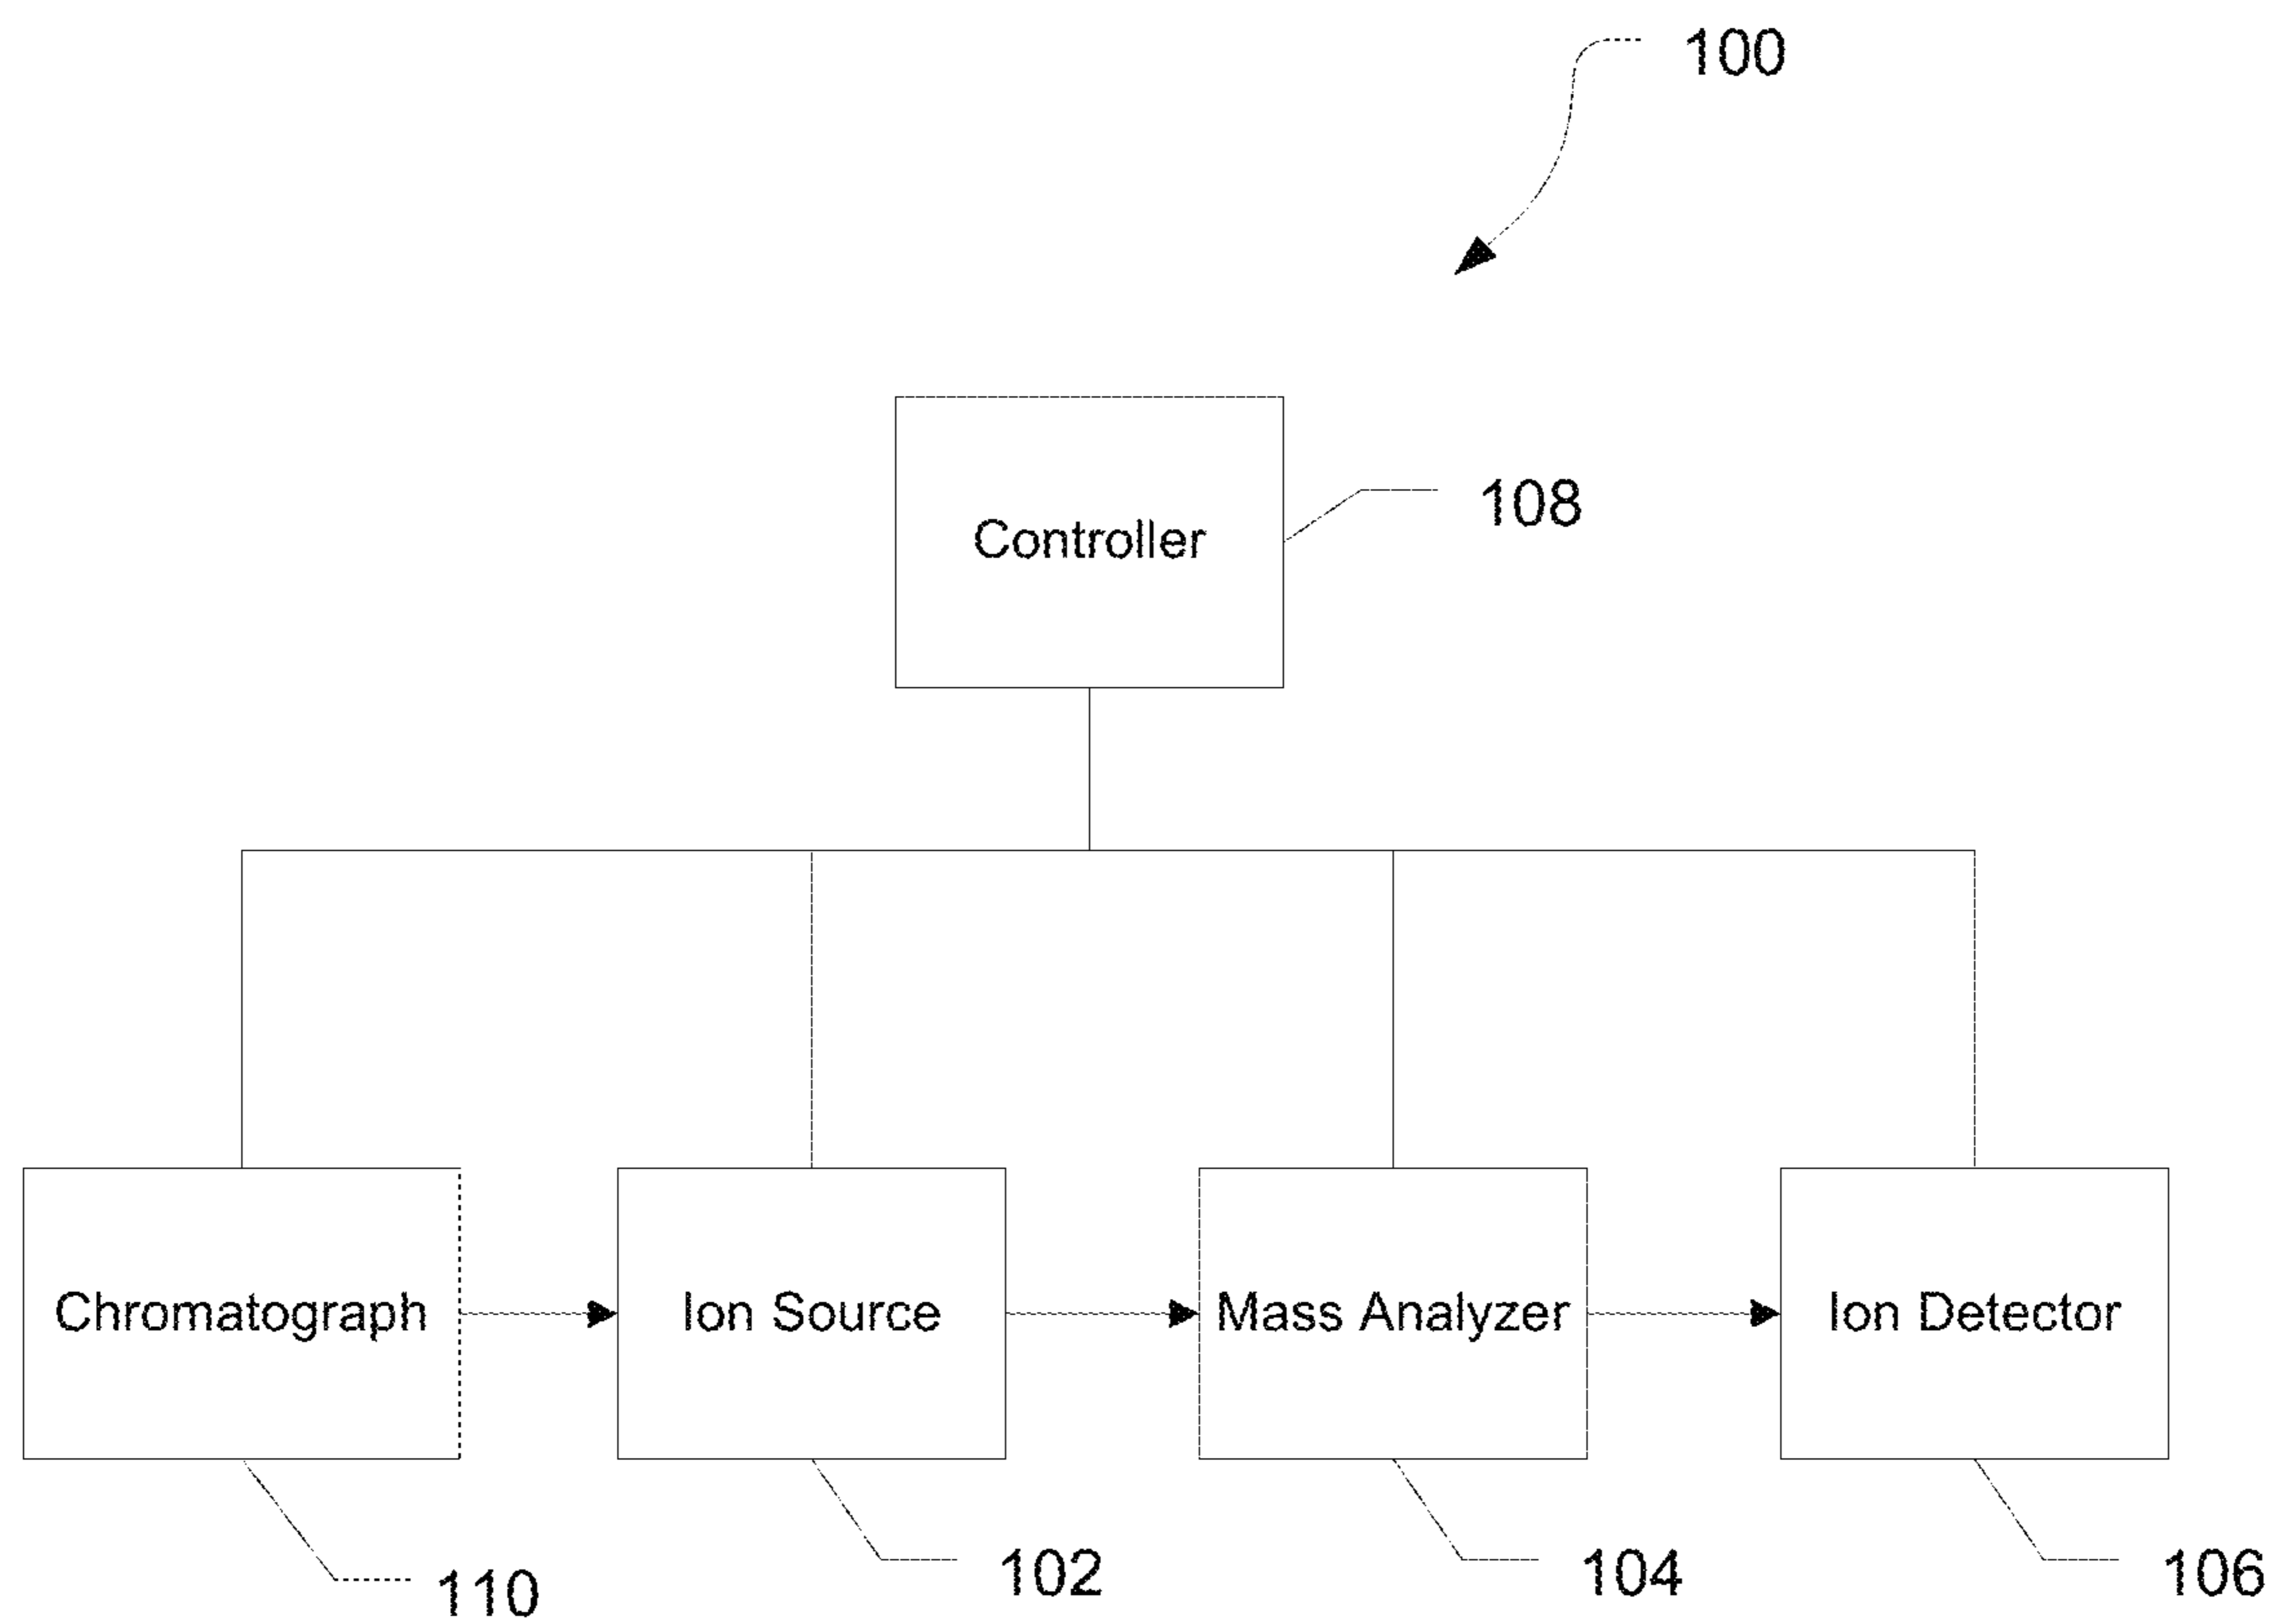 100
Controller
108
Chromatograph
Ion Source
Mass Analyzer
Ion Detector
110
102
104
106